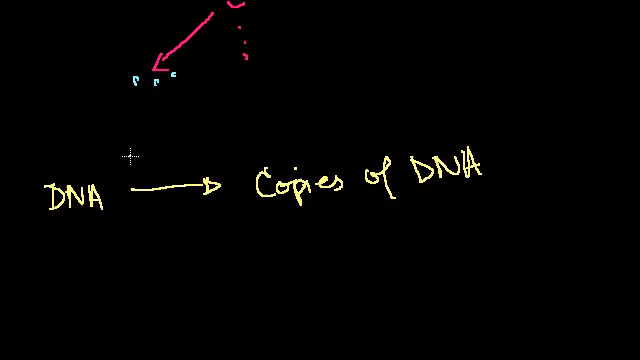 DNA → Copies of DNA